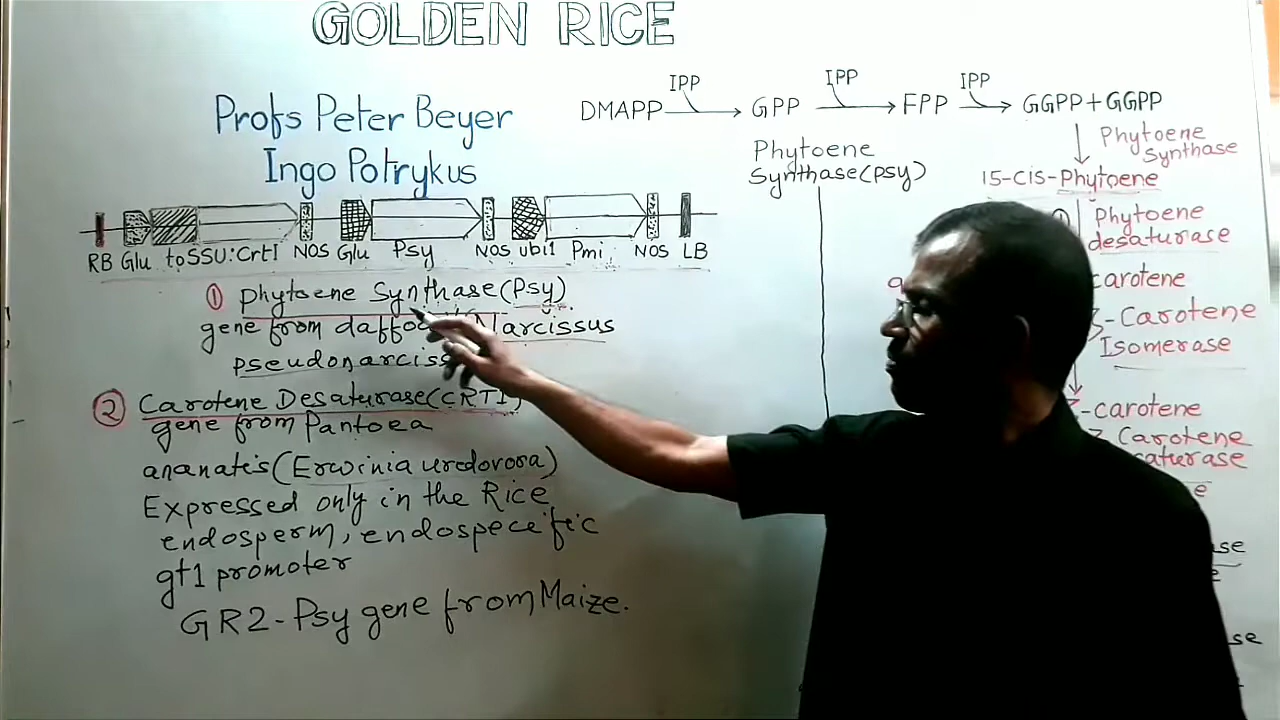 GOLDEN RICE
Profs Peter Beyer
Ingo Potrykus
DMAPP IPP GPP IPP FPP IPP GGPP + GGPP
Phytoene
Synthase
Phytoene
Synthase(psy)
15-Cis-Phytoene
Phytoene
desaturase
carotene
-Carotene
Isomerase
-carotene
Carotene
RB Glu toSSU:CrtI NOS Glu Psy NOS ubi1 Pmi NOS LB
① phytoene Synthase(Psy)
gene from Narcissus
② Carotene Desaturase(CRTI)
gene from Pantoea
ananatis(Erwinia uredovora)
Expressed only in the Rice
endosperm, endospecefic
gt1 promoter
GR2-Psy gene from Maize.